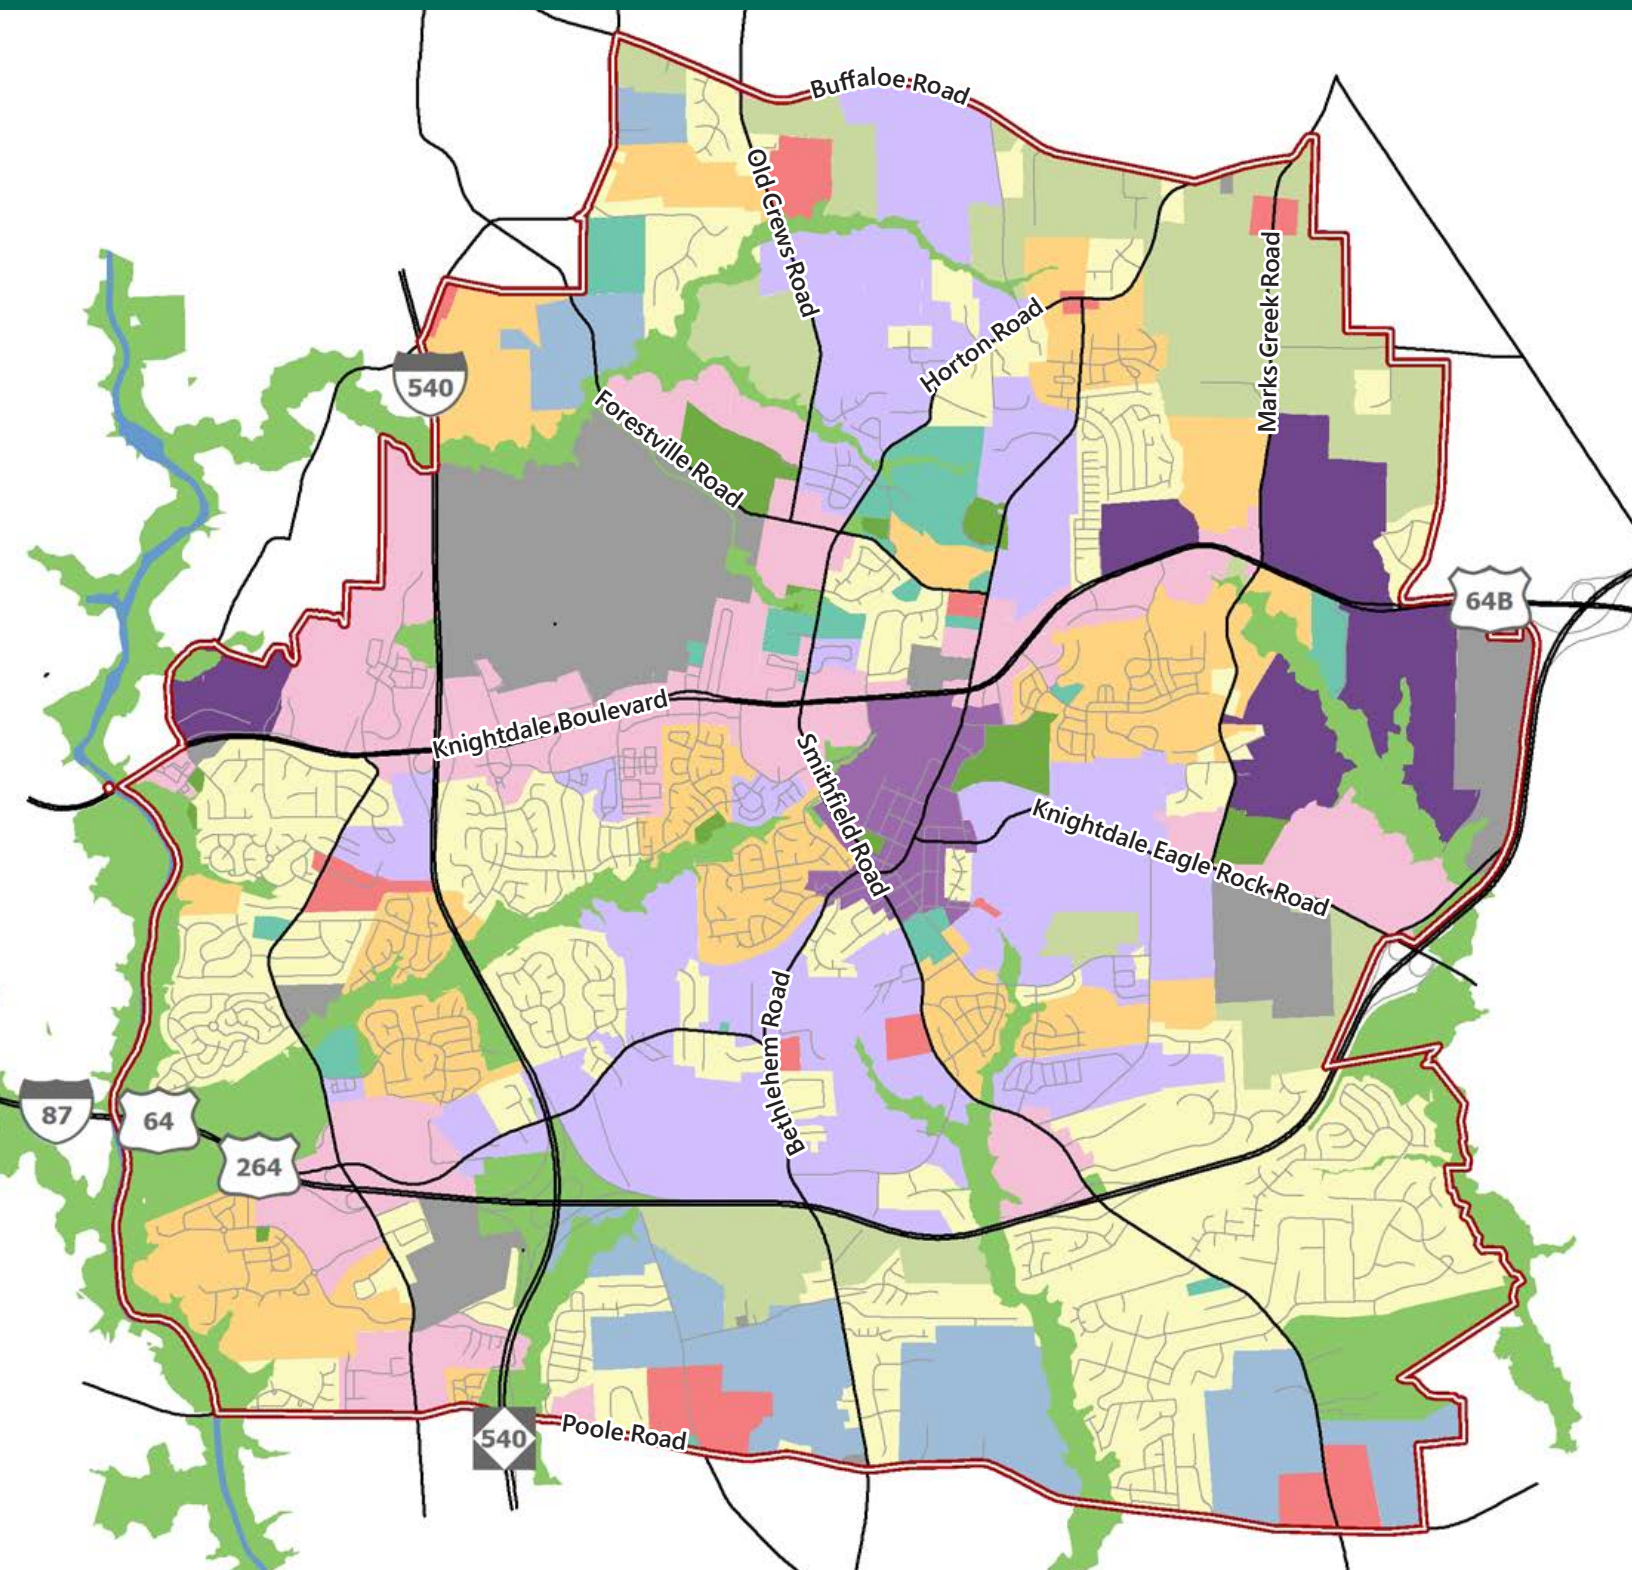 Buffaloe Road
Old Crews Road
Horton Road
Marks Creek Road
540
Forestville Road
64B
Knightdale Boulevard
Smithfield Road
Knightdale Eagle Rock Road
Bethlehem Road
87
64
264
540
Poole Road